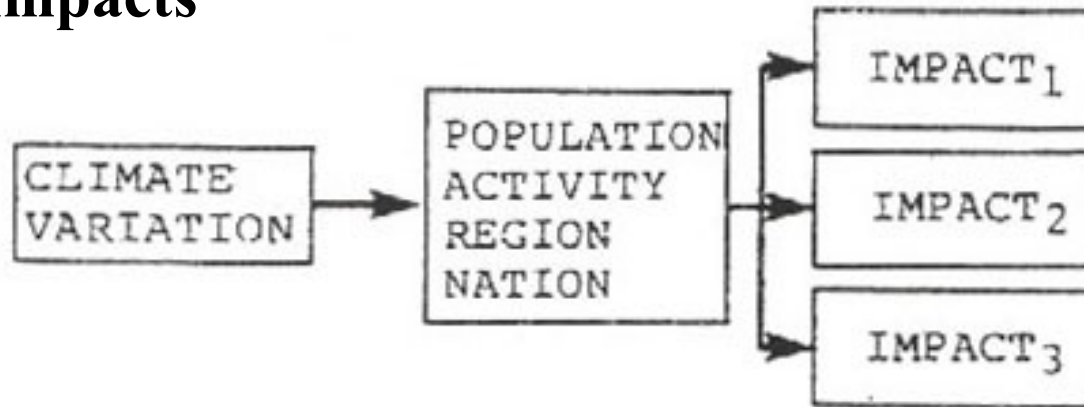 impacts
CLIMATE
VARIATION
POPULATION
ACTIVITY
REGION
NATION
IMPACT₁
IMPACT₂
IMPACT₃